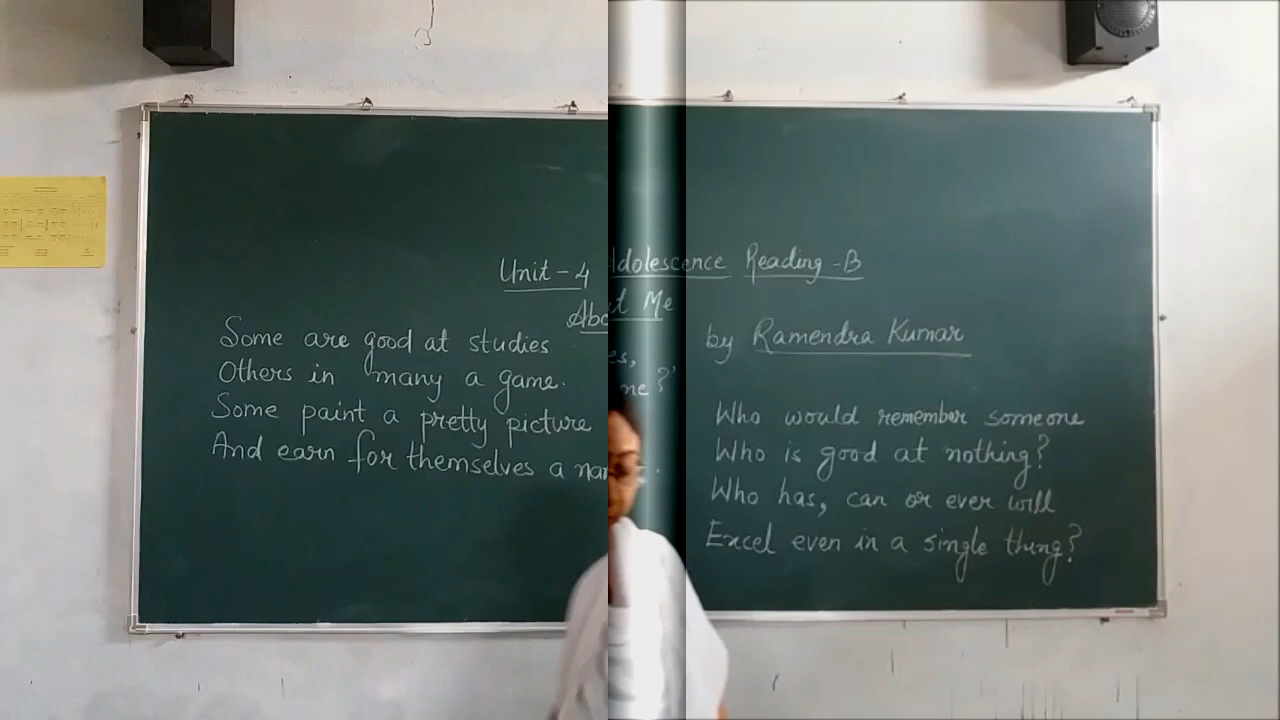 Unit - 4 Adolescence Reading - B
About Me
by Ramendra Kumar
Some are good at studies
Others in many a game.
Some paint a pretty picture
And earn for themselves a
es,
me?'
Who would remember someone
Who is good at nothing?
Who has, can or ever will
Excel even in a single thing?